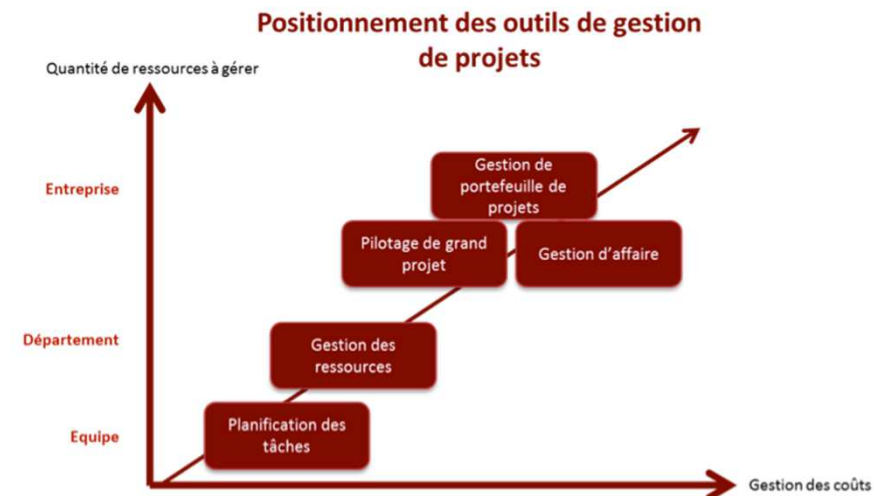 Positionnement des outils de gestion
de projets
Quantité de ressources à gérer
Entreprise
Gestion de
portefeuille de
projets
Pilotage de grand
projet
Gestion d’affaire
Département
Gestion des
ressources
Equipe
Planification des
tâches
Gestion des coûts